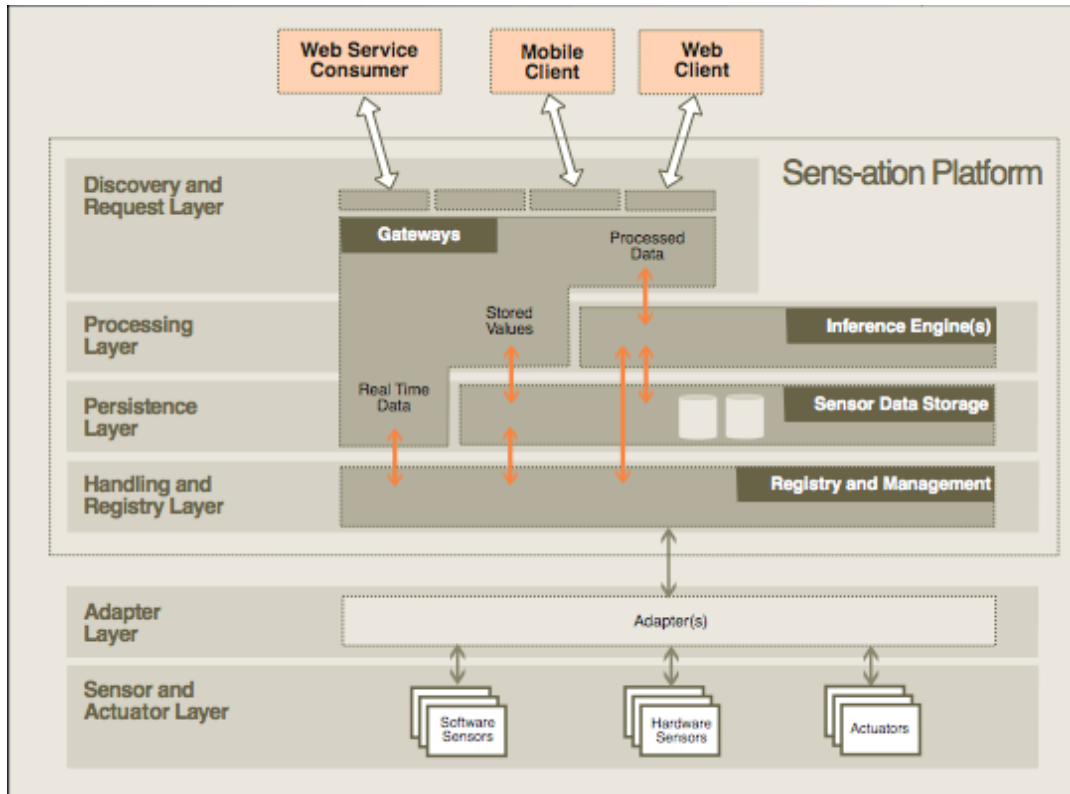 Web Service
Consumer
Mobile
Client
Web
Client
Sens-ation Platform
Discovery and
Request Layer
Gateways
Processed
Data
Processing
Layer
Stored
Values
Inference Engine(s)
Persistence
Layer
Real Time
Data
Sensor Data Storage
Handling and
Registry Layer
Registry and Management
Adapter
Layer
Adapter(s)
Sensor and
Actuator Layer
Software
Sensors
Hardware
Sensors
Actuators